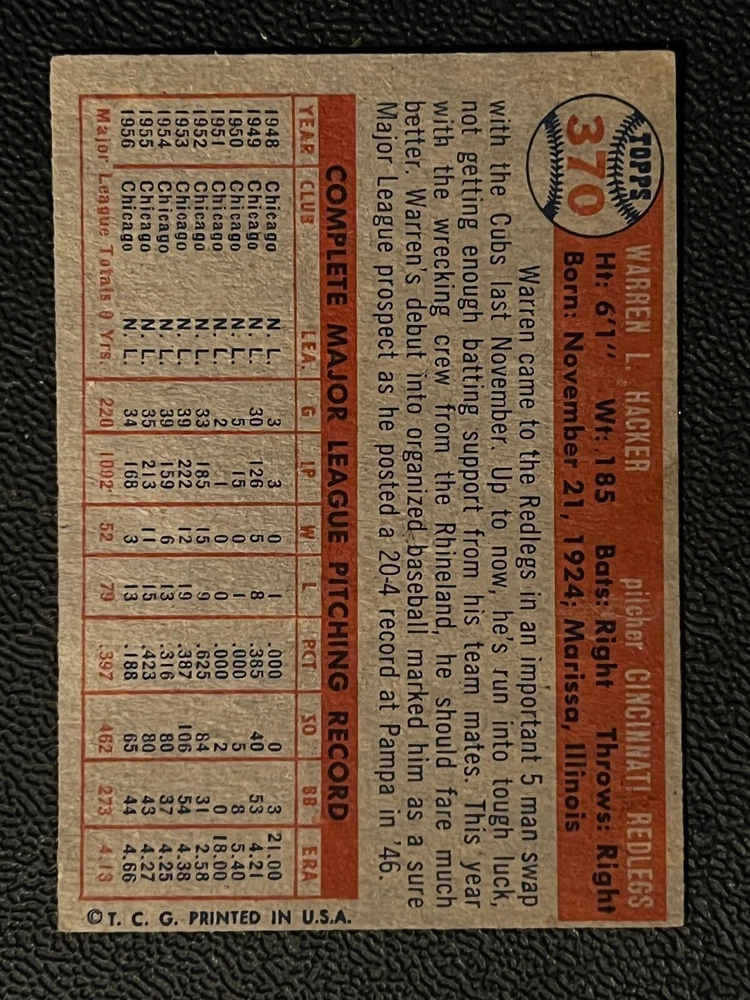 TOPPS
370
WARREN L. HACKER pitcher CINCINNATI REDLEGS
Ht: 6'1" Wt: 185 Bats: Right Throws: Right
Born: November 21, 1924; Marissa, Illinois
Warren came to the Redlegs in an important 5 man swap
with the Cubs last November. Up to now, he's run into tough luck,
not getting enough batting support from his team mates. This year
with the wrecking crew from the Rhineland, he should fare much
better. Warren's debut into organized baseball marked him as a sure
Major League prospect as he posted a 20-4 record at Pampa in '46.
COMPLETE MAJOR LEAGUE PITCHING RECORD
YEAR CLUB LEA. G IP W L PCT SO BB ERA
1948 Chicago N. L. 3 3 0 1 .000 0 3 21.00
1949 Chicago N. L. 30 126 5 8 .385 40 53 4.21
1950 Chicago N. L. 5 15 0 1 .000 5 8 5.40
1951 Chicago N. L. 2 1 0 0 .000 2 0 18.00
1952 Chicago N. L. 33 185 15 9 .625 84 31 2.58
1953 Chicago N. L. 39 222 12 19 .387 106 54 4.38
1954 Chicago N. L. 39 159 6 13 .316 80 37 4.25
1955 Chicago N. L. 35 213 11 15 .423 80 43 4.27
1956 Chicago N. L. 34 168 3 13 .188 65 44 4.66
Major League Totals 9 Yrs. 220 1092 52 79 .397 462 273 4.13
© T. C. G. PRINTED IN U.S.A.